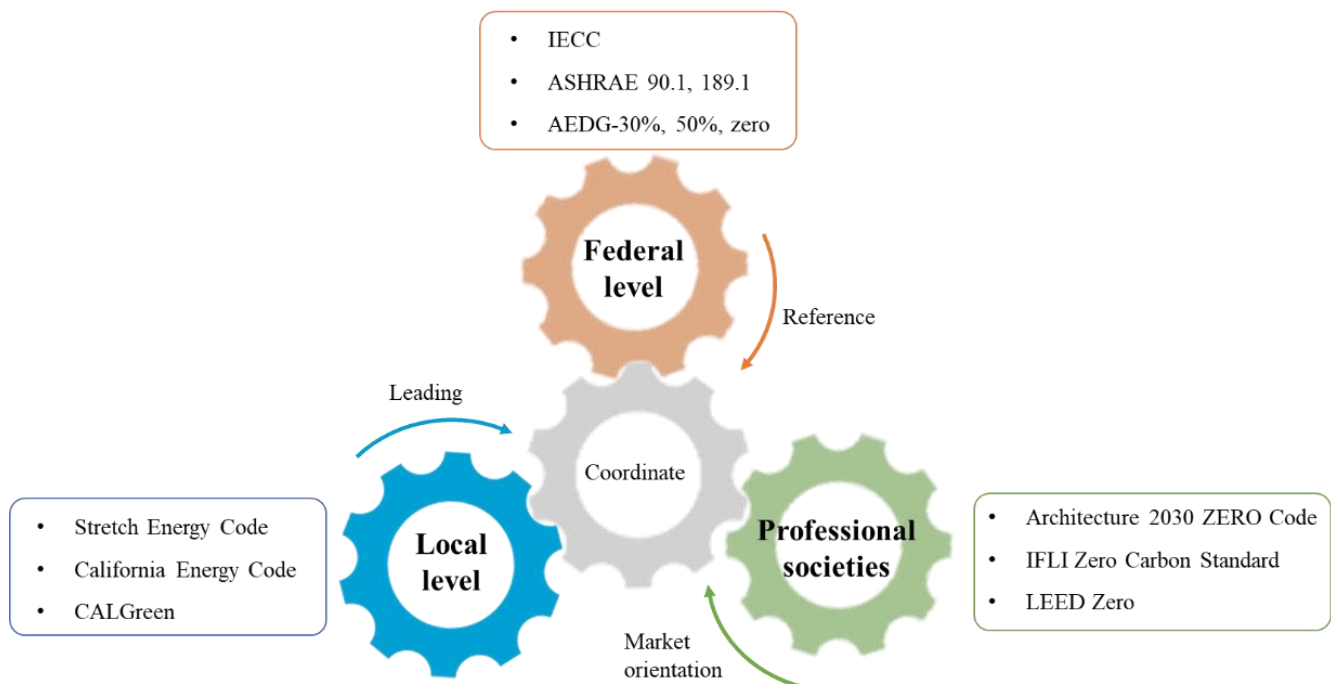 • IECC
• ASHRAE 90.1, 189.1
• AEDG-30%, 50%, zero
Federal
level
Reference
Leading
Coordinate
• Stretch Energy Code
• California Energy Code
• CALGreen
Local
level
Professional
societies
• Architecture 2030 ZERO Code
• IFLI Zero Carbon Standard
• LEED Zero
Market
orientation